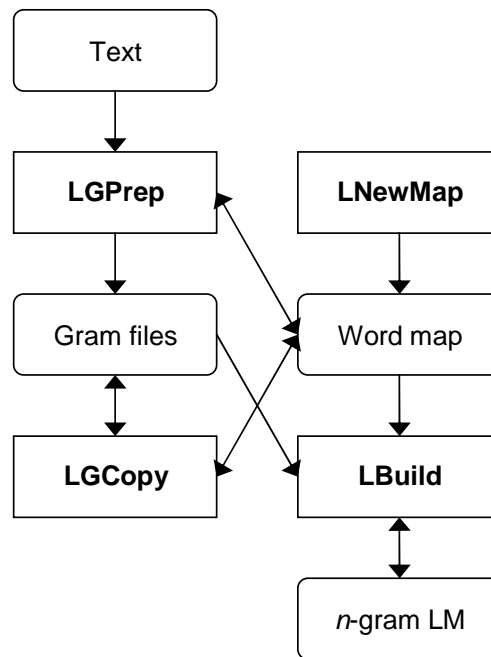 Text
LGPrep
LNewMap
Gram files
Word map
LGCopy
LBuild
n-gram LM